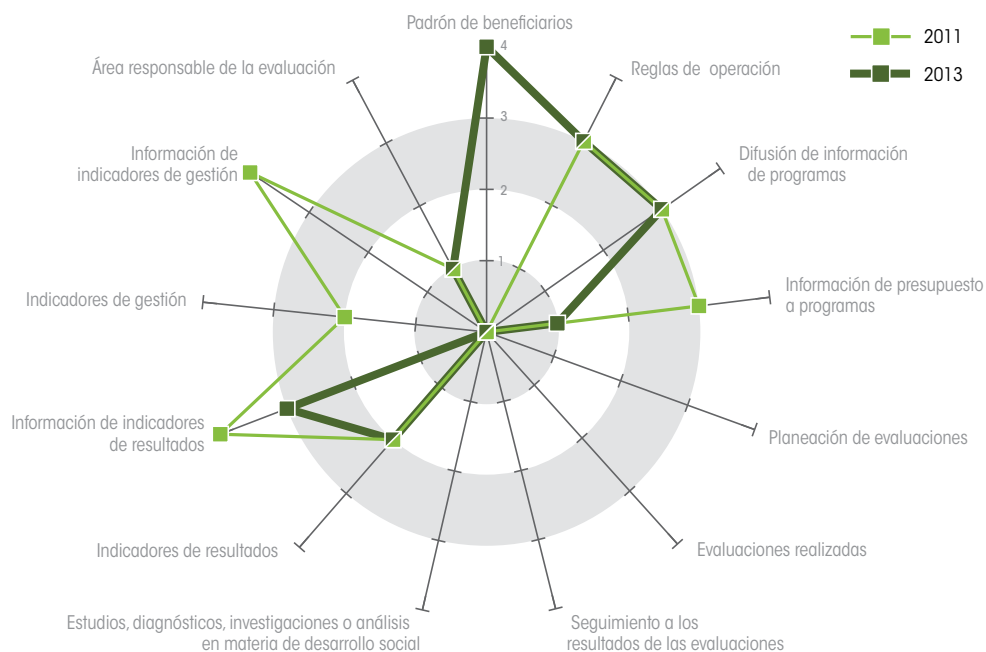 Padrón de beneficiarios
4
3
2
1
2011
2013
Reglas de operación
Difusión de información
de programas
Información de presupuesto
a programas
Planeación de evaluaciones
Evaluaciones realizadas
Seguimiento a los
resultados de las evaluaciones
Estudios, diagnósticos, investigaciones o análisis
en materia de desarrollo social
Indicadores de resultados
Información de indicadores
de resultados
Indicadores de gestión
Información de
indicadores de gestión
Área responsable de la evaluación